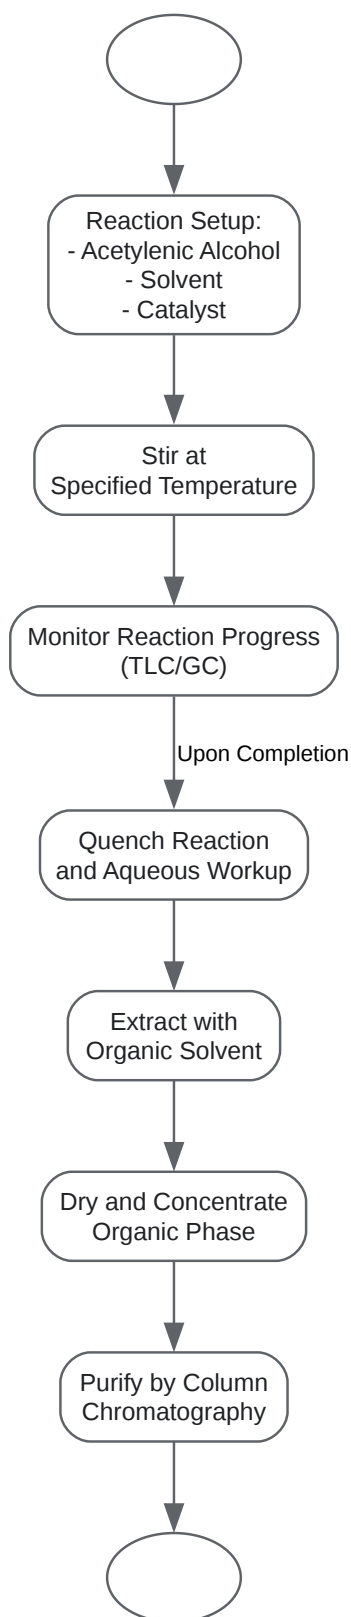 Reaction Setup:
- Acetylenic Alcohol
- Solvent
- Catalyst
Stir at
Specified Temperature
Monitor Reaction Progress
(TLC/GC)
Upon Completion
Quench Reaction
and Aqueous Workup
Extract with
Organic Solvent
Dry and Concentrate
Organic Phase
Purify by Column
Chromatography